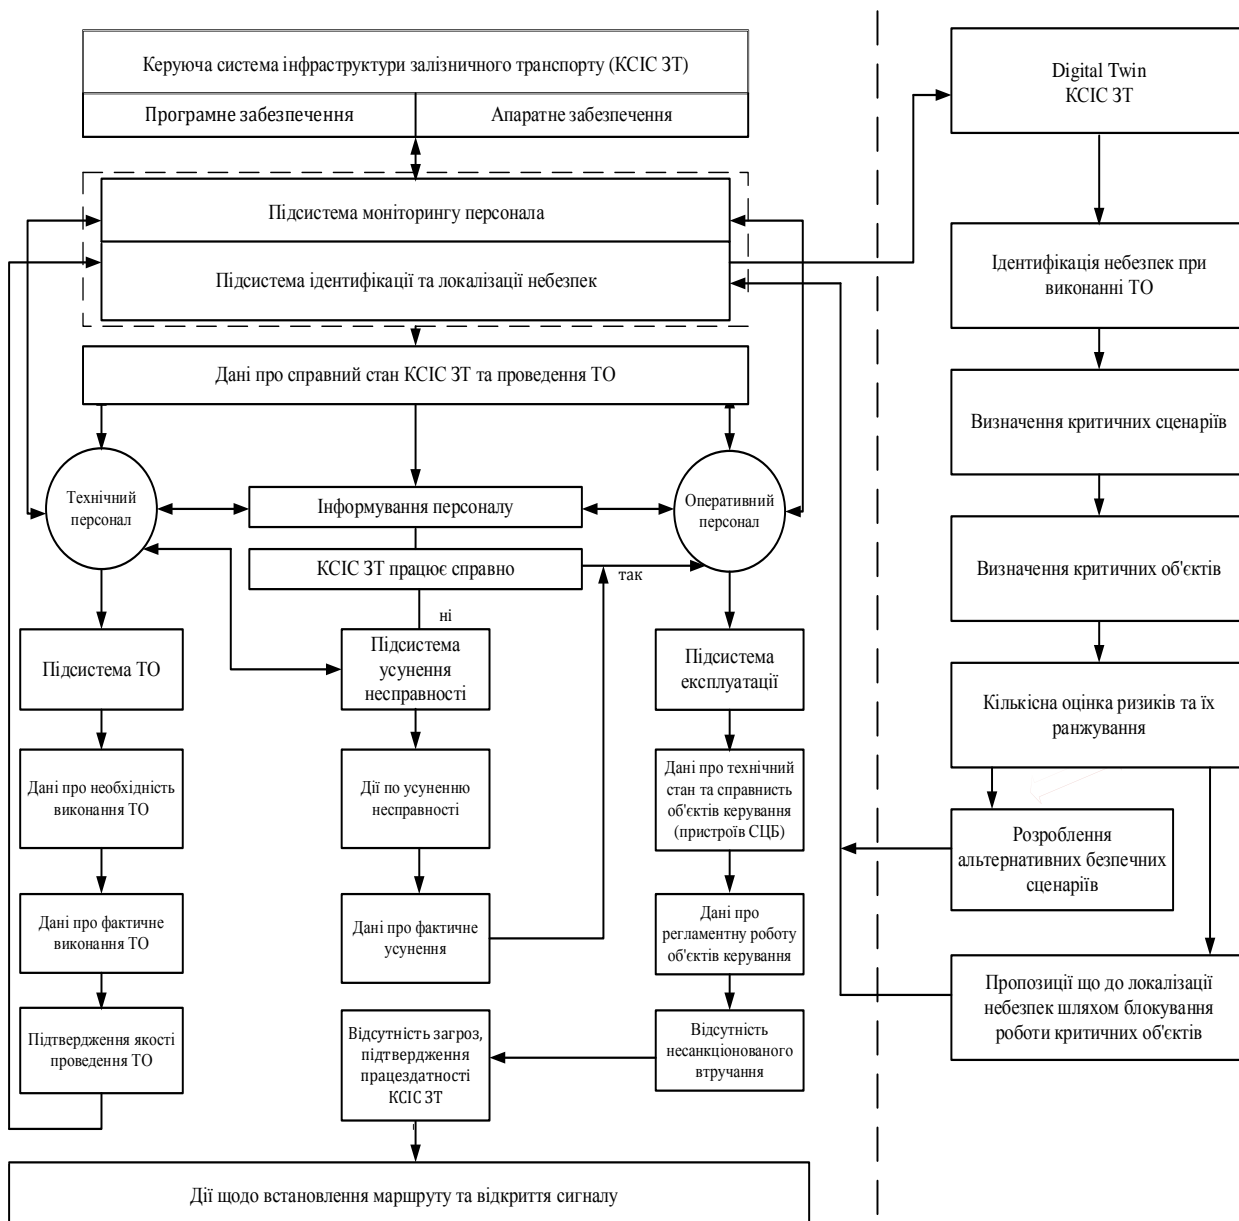 Керуюча система інфраструктури залізничного транспорту (КСІС ЗТ)
Програмне забезпечення
Апаратне забезпечення
Підсистема моніторингу персонала
Підсистема ідентифікації та локалізації небезпек
Дані про справний стан КСІС ЗТ та проведення ТО
Технічний
персонал
Інформування персоналу
Оперативний
персонал
КСІС ЗТ працює справно
так
ні
Підсистема ТО
Підсистема
усунення
несправності
Підсистема
експлуатації
Дані про необхідність
виконання ТО
Дії по усуненню
несправності
Дані про технічний
стан та справнисть
об'єктів керування
(пристроїв СЦБ)
Дані про фактичне
виконання ТО
Дані про фактичне
усунення
Дані про
регламентну роботу
об'єктів керування
Підтвердження якості
проведення ТО
Відсутність загроз,
підтвердження
працездатності
КСІС ЗТ
Відсутність
несанкціонованого
втручання
Дії щодо встановлення маршруту та відкриття сигналу
Digital Twin
КСІС ЗТ
Ідентифікація небезпек при
виконанні ТО
Визначення критичних сценаріїв
Визначення критичних об'єктів
Кількісна оцінка ризиків та їх
ранжування
Розроблення
альтернативних безпечних
сценаріїв
Пропозиції що до локалізації
небезпек шляхом блокування
роботи критичних об'єктів